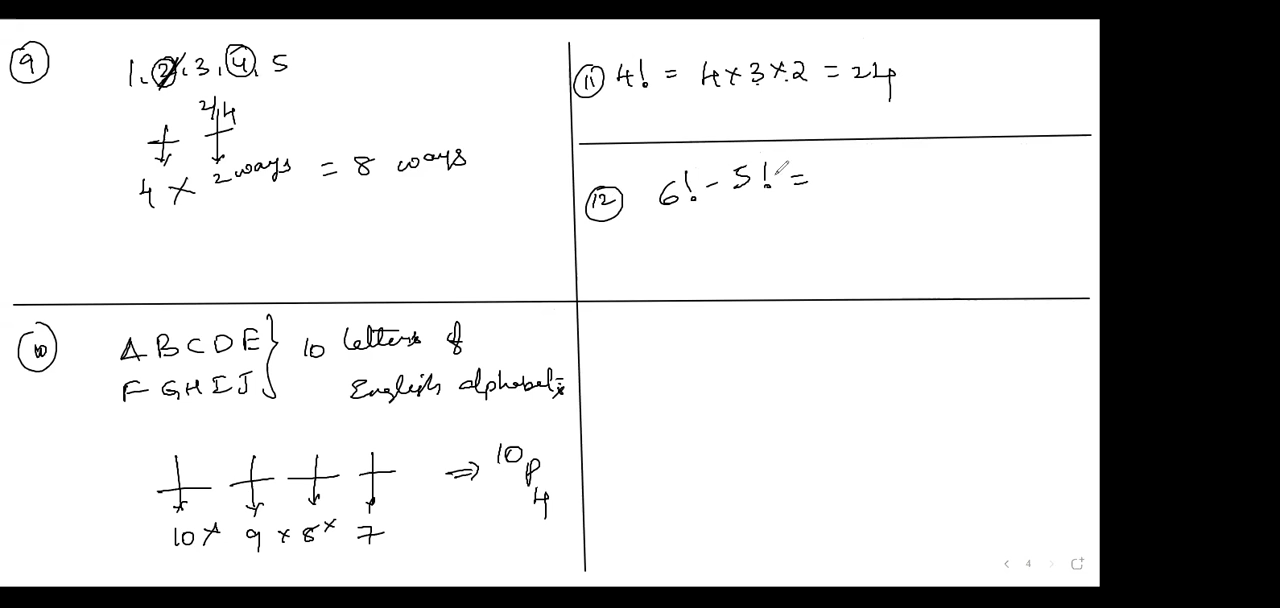 9 1, 2, 3, 4, 5
2/4
4 × 2 ways = 8 ways
10 A B C D E } 10 letters of
F G H I J English alphabets
⇒ 10P4
10 × 9 × 8 × 7
11 4! = 4 × 3 × 2 = 24
12 6! - 5! =
< 4 >